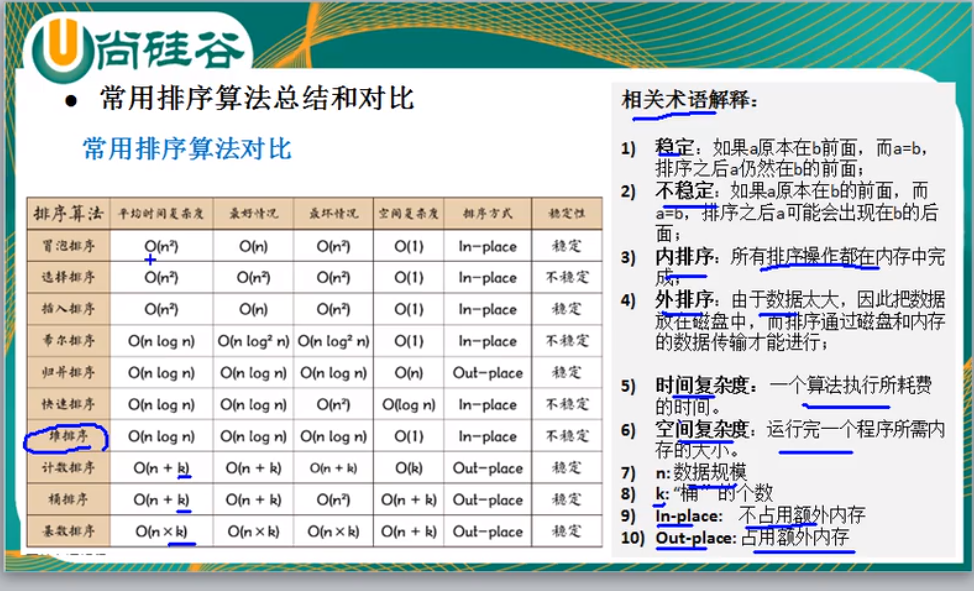 尚硅谷
● 常用排序算法总结和对比
常用排序算法对比
排序算法 平均时间复杂度 最好情况 最坏情况 空间复杂度 排序方式 稳定性
冒泡排序 O(n²) O(n) O(n²) O(1) In-place 稳定
选择排序 O(n²) O(n²) O(n²) O(1) In-place 不稳定
插入排序 O(n²) O(n) O(n²) O(1) In-place 稳定
希尔排序 O(n log n) O(n log² n) O(n log² n) O(1) In-place 不稳定
归并排序 O(n log n) O(n log n) O(n log n) O(n) Out-place 稳定
快速排序 O(n log n) O(n log n) O(n²) O(log n) In-place 不稳定
堆排序 O(n log n) O(n log n) O(n log n) O(1) In-place 不稳定
计数排序 O(n + k) O(n + k) O(n + k) O(k) Out-place 稳定
桶排序 O(n + k) O(n + k) O(n²) O(n + k) Out-place 稳定
基数排序 O(n×k) O(n×k) O(n×k) O(n + k) Out-place 稳定
相关术语解释：
1) 稳定：如果a原本在b前面，而a=b，
排序之后a仍然在b的前面；
2) 不稳定：如果a原本在b的前面，而
a=b，排序之后a可能会出现在b的后
面；
3) 内排序：所有排序操作都在内存中完
成；
4) 外排序：由于数据太大，因此把数据
放在磁盘中，而排序通过磁盘和内存
的数据传输才能进行；
5) 时间复杂度：一个算法执行所耗费
的时间。
6) 空间复杂度：运行完一个程序所需内
存的大小。
7) n: 数据规模
8) k: “桶”的个数
9) In-place: 不占用额外内存
10) Out-place: 占用额外内存